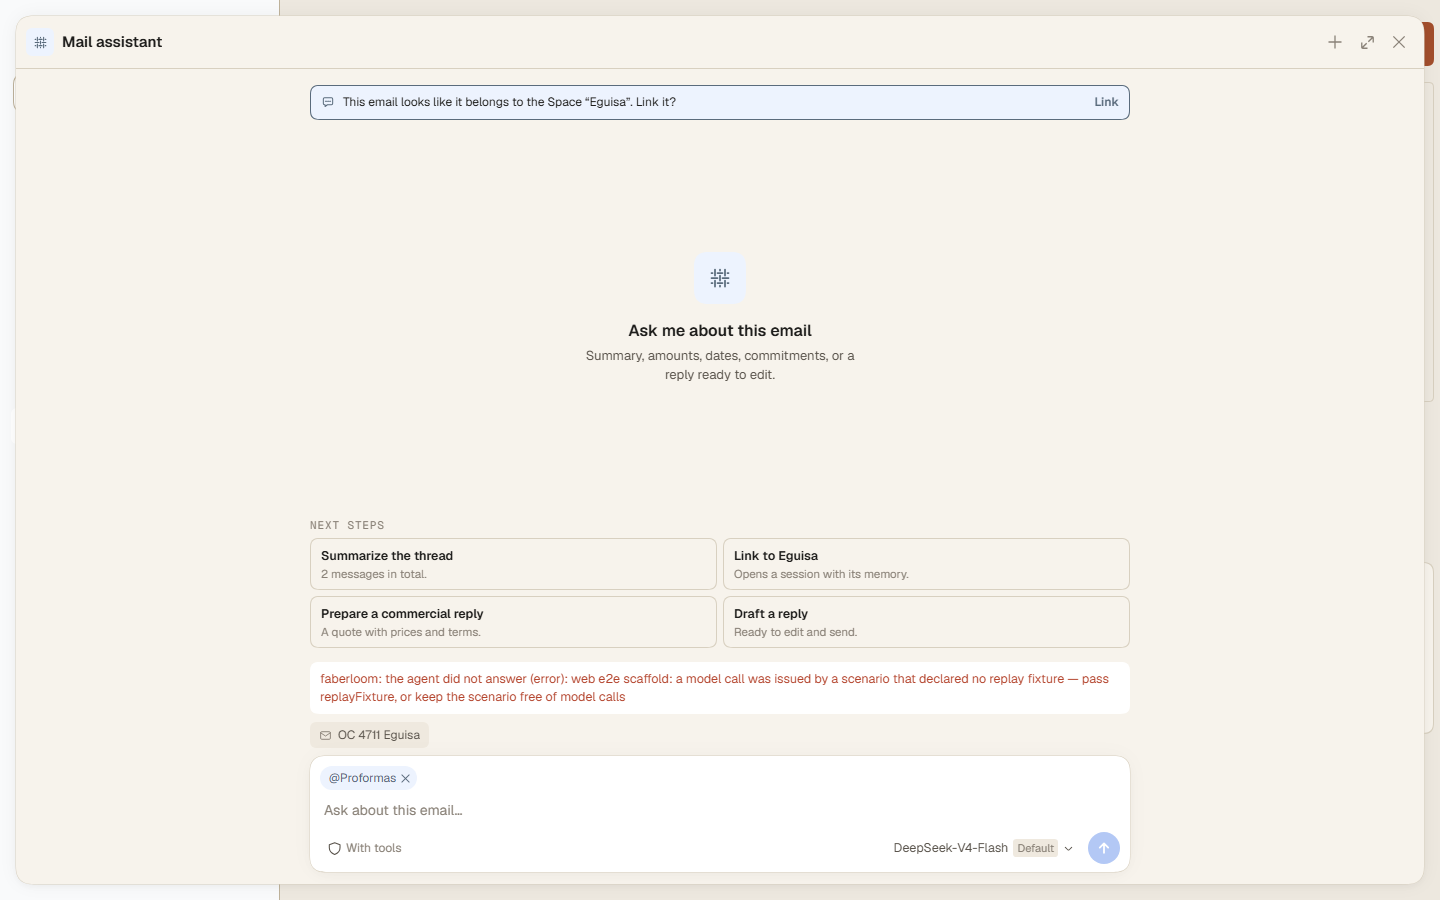 Mail assistant
This email looks like it belongs to the Space “Eguisa”. Link it?
Link
Ask me about this email
Summary, amounts, dates, commitments, or a
reply ready to edit.
NEXT STEPS
Summarize the thread
2 messages in total.
Link to Eguisa
Opens a session with its memory.
Prepare a commercial reply
A quote with prices and terms.
Draft a reply
Ready to edit and send.
faberloom: the agent did not answer (error): web e2e scaffold: a model call was issued by a scenario that declared no replay fixture — pass
replayFixture, or keep the scenario free of model calls
OC 4711 Eguisa
@Proformas
Ask about this email…
With tools
DeepSeek-V4-Flash Default